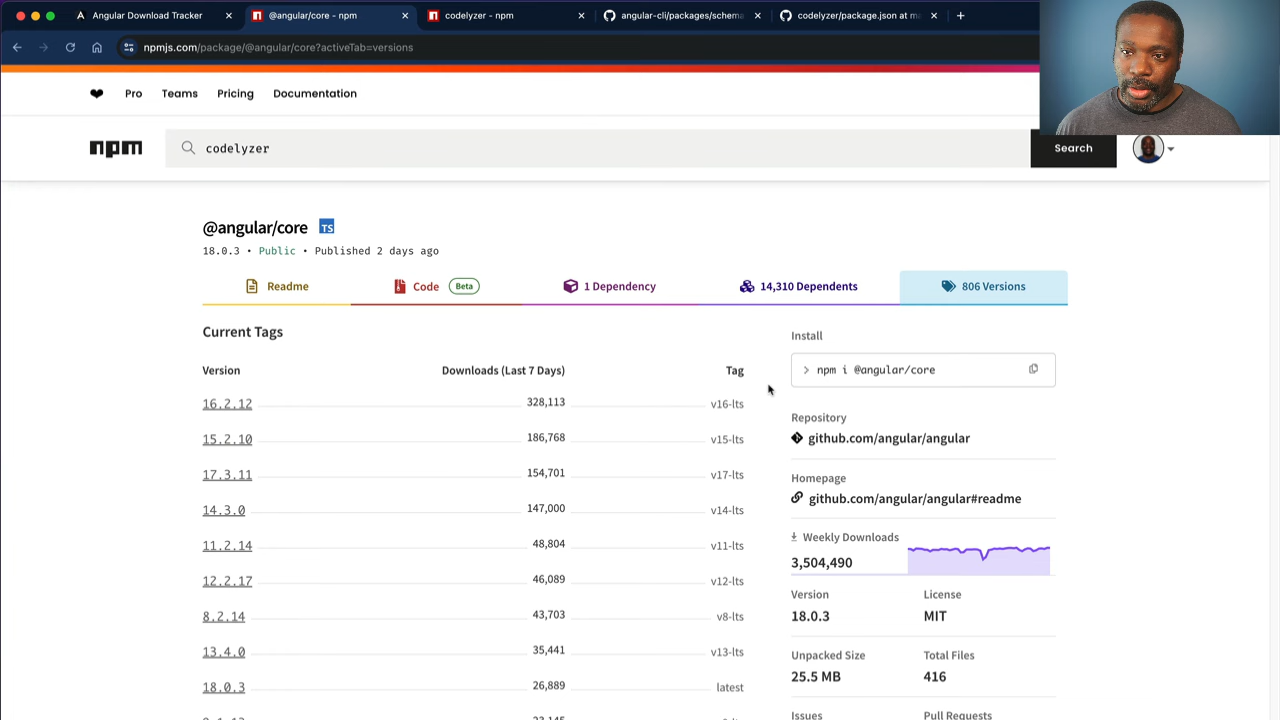 Angular Download Tracker
@angular/core - npm
codelyzer - npm
angular-cli/packages/schema
codelyzer/package.json at m
npmjs.com/package/@angular/core?activeTab=versions
Pro
Teams
Pricing
Documentation
npm
codelyzer
Search
@angular/core
TS
18.0.3 • Public • Published 2 days ago
Readme
Code
Beta
1 Dependency
14,310 Dependents
806 Versions
Current Tags
Version Downloads (Last 7 Days) Tag
16.2.12 328,113 v16-lts
15.2.10 186,768 v15-lts
17.3.11 154,701 v17-lts
14.3.0 147,000 v14-lts
11.2.14 48,804 v11-lts
12.2.17 46,089 v12-lts
8.2.14 43,703 v8-lts
13.4.0 35,441 v13-lts
18.0.3 26,889 latest
Install
> npm i @angular/core
Repository
github.com/angular/angular
Homepage
github.com/angular/angular#readme
Weekly Downloads
3,504,490
Version License
18.0.3 MIT
Unpacked Size Total Files
25.5 MB 416
Issues Pull Requests